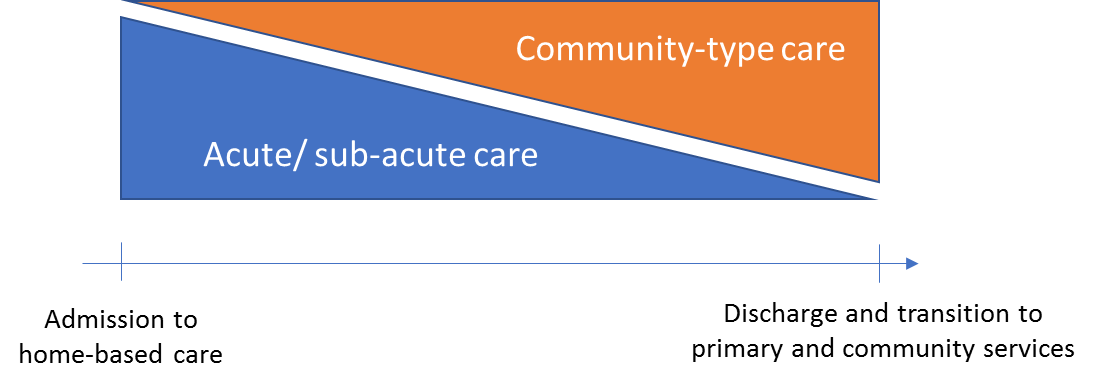 Community-type care
Acute/ sub-acute care
Admission to
home-based care
Discharge and transition to
primary and community services